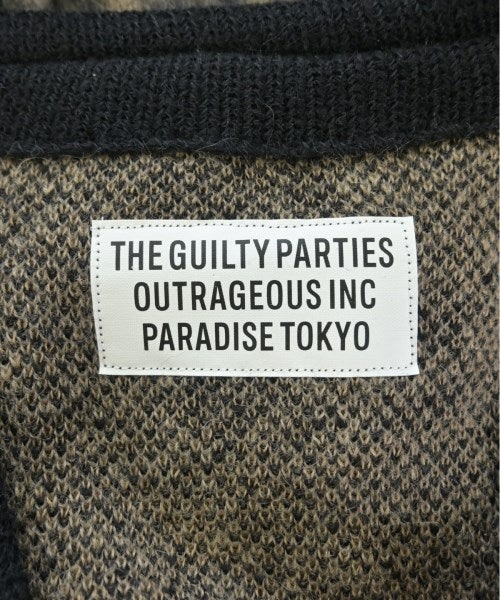 THE GUILTY PARTIES
OUTRAGEOUS INC
PARADISE TOKYO